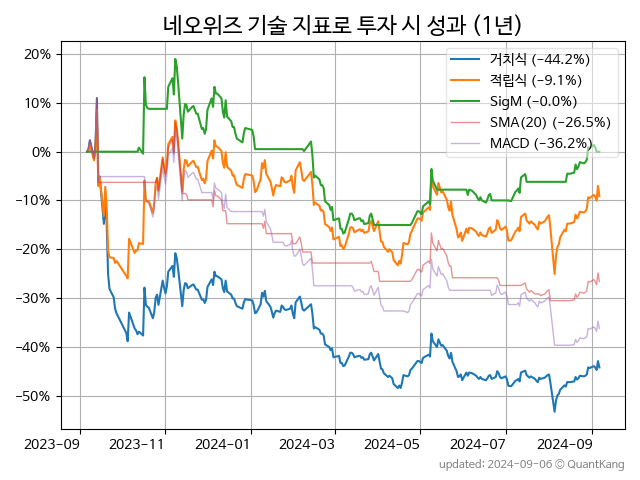 네오위즈 기술 지표로 투자 시 성과 (1년)
20%
10%
0%
−10%
−20%
−30%
−40%
−50%
거치식 (−44.2%)
적립식 (−9.1%)
SigM (−0.0%)
SMA(20) (−26.5%)
MACD (−36.2%)
2023-09
2023-11
2024-01
2024-03
2024-05
2024-07
2024-09
updated: 2024-09-06 © QuantKang